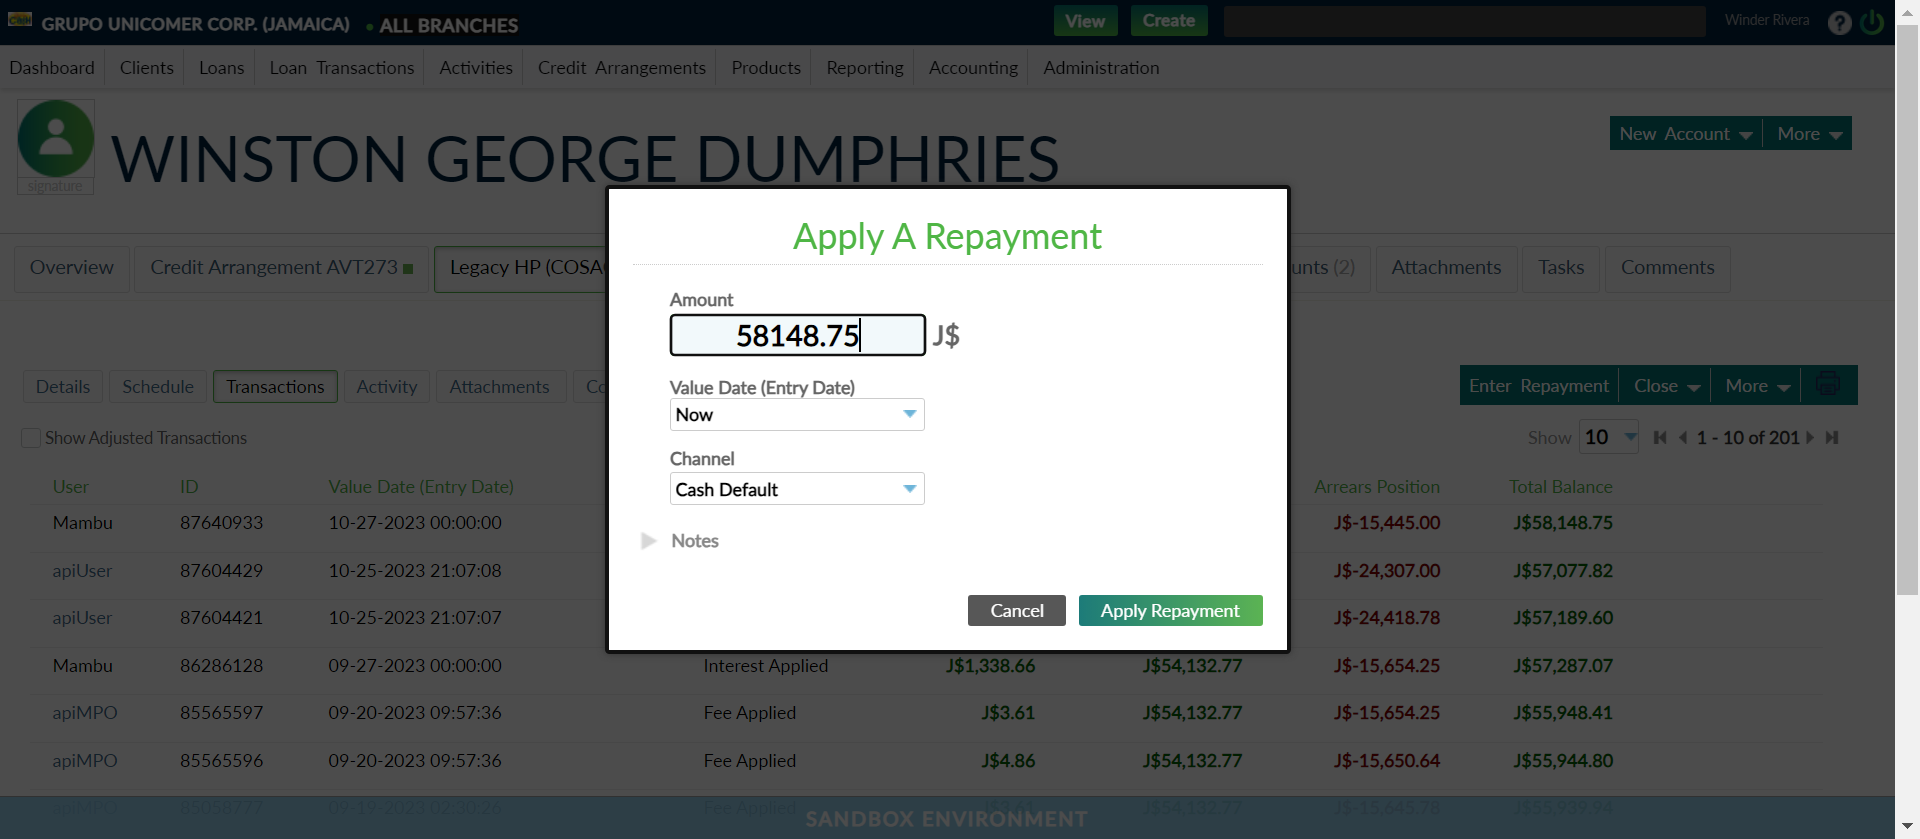 GRUPO UNICOMER CORP. (JAMAICA) • ALL BRANCHES View Create Winder Rivera ?
Dashboard Clients Loans Loan Transactions Activities Credit Arrangements Products Reporting Accounting Administration
signature
WINSTON GEORGE DUMPHRIES
New Account More
Overview Credit Arrangement AVT273 Legacy HP (COSA unts (2) Attachments Tasks Comments
Apply A Repayment
Amount
58148.75 J$
Value Date (Entry Date)
Now
Channel
Cash Default
Notes
Cancel Apply Repayment
Details Schedule Transactions Activity Attachments Co Enter Repayment Close More
Show Adjusted Transactions Show 10 1 - 10 of 201
User ID Value Date (Entry Date) Arrears Position Total Balance
Mambu 87640933 10-27-2023 00:00:00 J$-15,445.00 J$58,148.75
apiUser 87604429 10-25-2023 21:07:08 J$-24,307.00 J$57,077.82
apiUser 87604421 10-25-2023 21:07:07 J$-24,418.78 J$57,189.60
Mambu 86286128 09-27-2023 00:00:00 Interest Applied J$1,338.66 J$54,132.77 J$-15,654.25 J$57,287.07
apiMPO 85565597 09-20-2023 09:57:36 Fee Applied J$3.61 J$54,132.77 J$-15,654.25 J$55,948.41
apiMPO 85565596 09-20-2023 09:57:36 Fee Applied J$4.86 J$54,132.77 J$-15,650.64 J$55,944.80
apiMPO 85058777 09-19-2023 02:30:26 Fee Applied J$3.61 J$54,132.77 J$-15,645.78 J$55,939.94
SANDBOX ENVIRONMENT